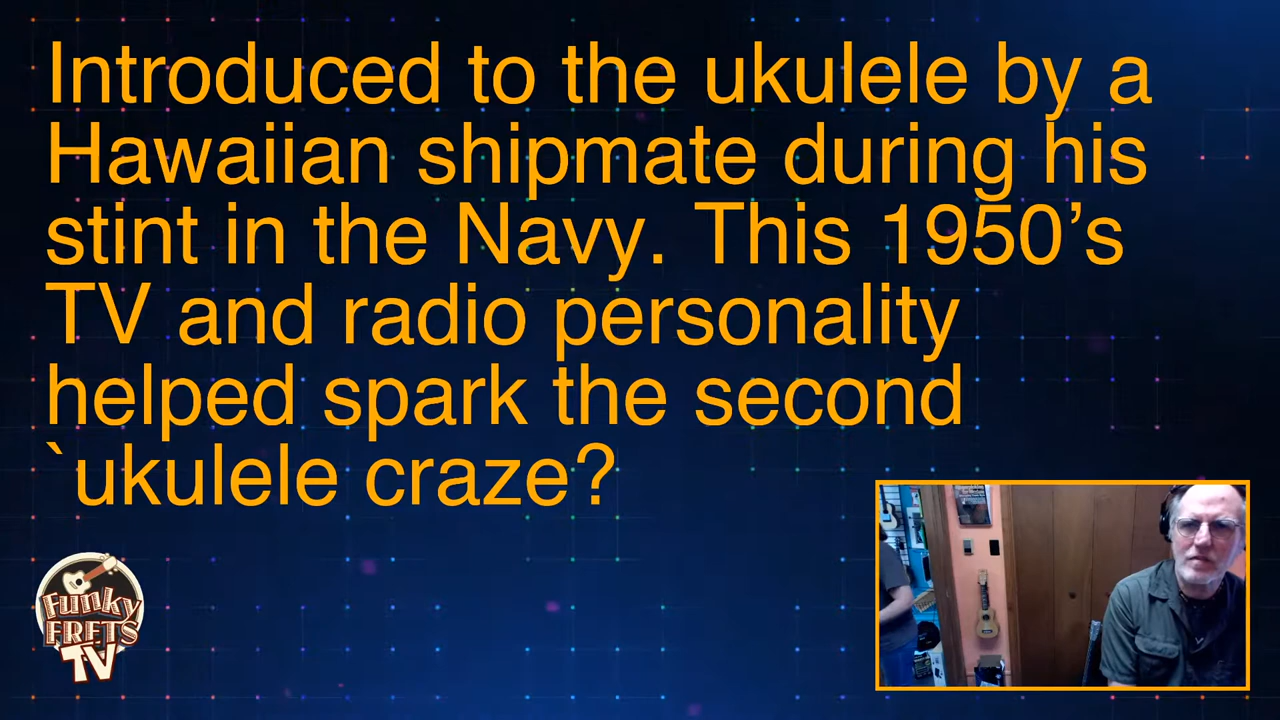 Introduced to the ukulele by a
Hawaiian shipmate during his
stint in the Navy. This 1950’s
TV and radio personality
helped spark the second
`ukulele craze?
Funky
FRETS
TV